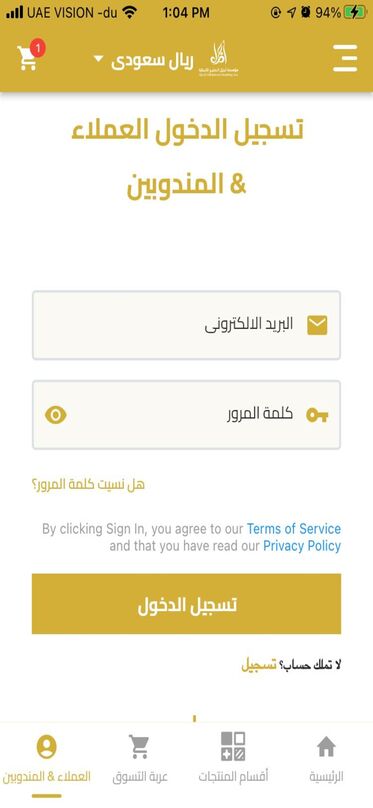 UAE VISION -du 1:04 PM 94%
1
ريال سعودى
تسجيل الدخول العملاء
& المندوبين
البريد الالكترونى
كلمة المرور
هل نسيت كلمة المرور؟
By clicking Sign In, you agree to our Terms of Service
and that you have read our Privacy Policy
تسجيل الدخول
لا تملك حساب؟ تسجيل
الرئيسية
أقسام المنتجات
عربة التسوق
العملاء & المندوبين